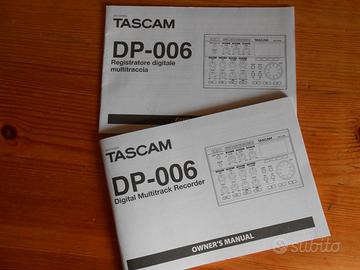 TASCAM
DP-006
Registratore digitale
multitraccia
TASCAM
DP-006
Digital Multitrack Recorder
OWNER'S MANUAL
subito